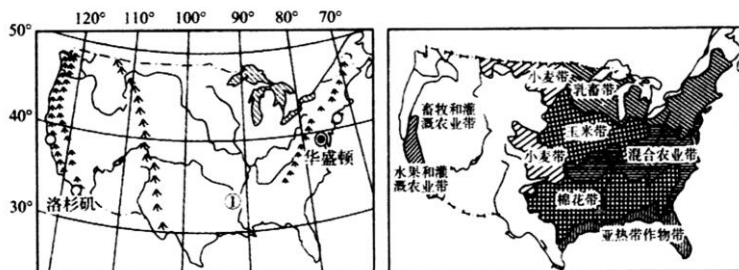 120° 110° 100° 90° 80° 70°
50°
40°
30°
华盛顿
洛杉矶
①
小麦带
乳畜带
畜牧和灌
溉农业带
玉米带
小麦带
混合农业带
水果和灌
溉农业带
棉花带
亚热带作物带